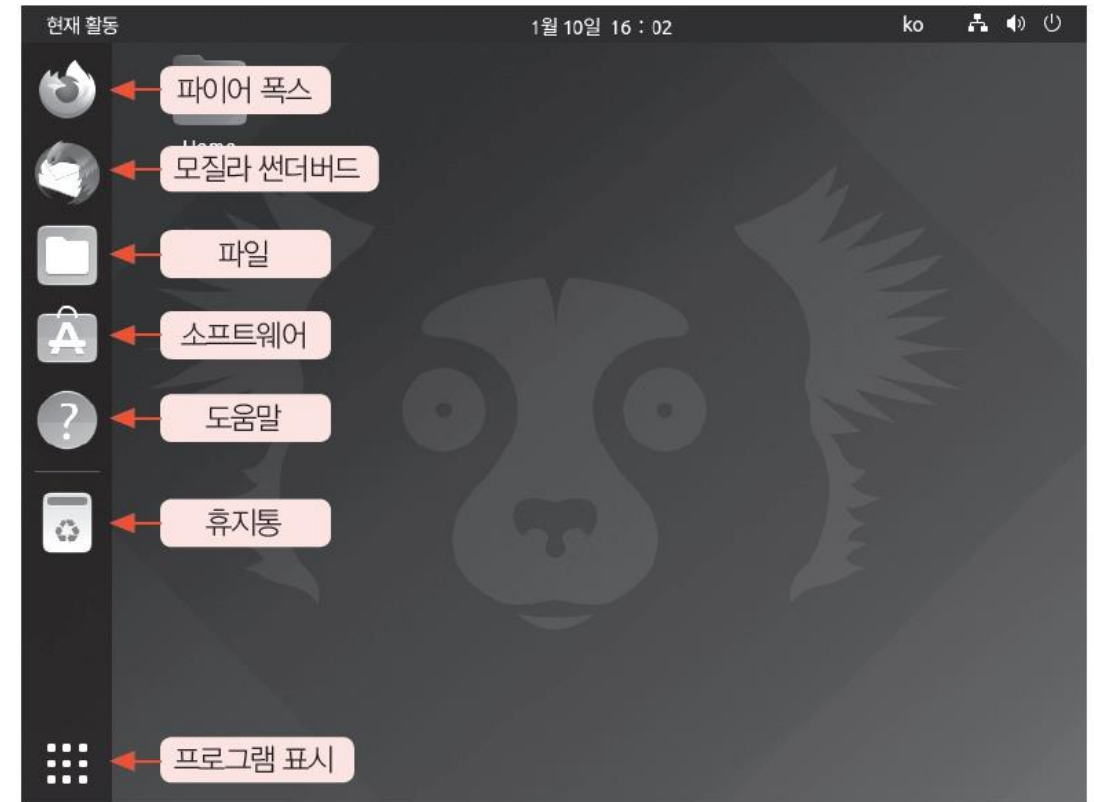 현재 활동
1월 10일 16 : 02
ko
파이어 폭스
Home
모질라 썬더버드
파일
소프트웨어
도움말
휴지통
프로그램 표시